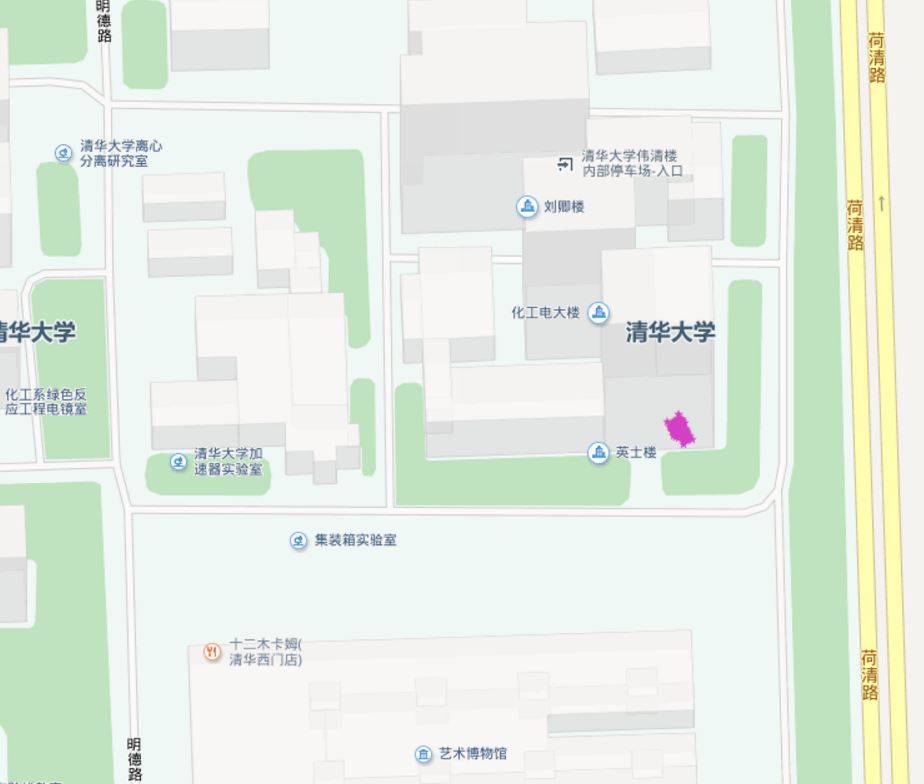 明德路
荷清路
清华大学离心
分离研究室
清华大学伟清楼
内部停车场-入口
刘卿楼
荷清路
化工电大楼
清华大学
清华大学
化工系绿色反
应工程电镜室
清华大学加
速器实验室
英士楼
集装箱实验室
十二木卡姆(
清华西门店)
荷清路
明德路
艺术博物馆